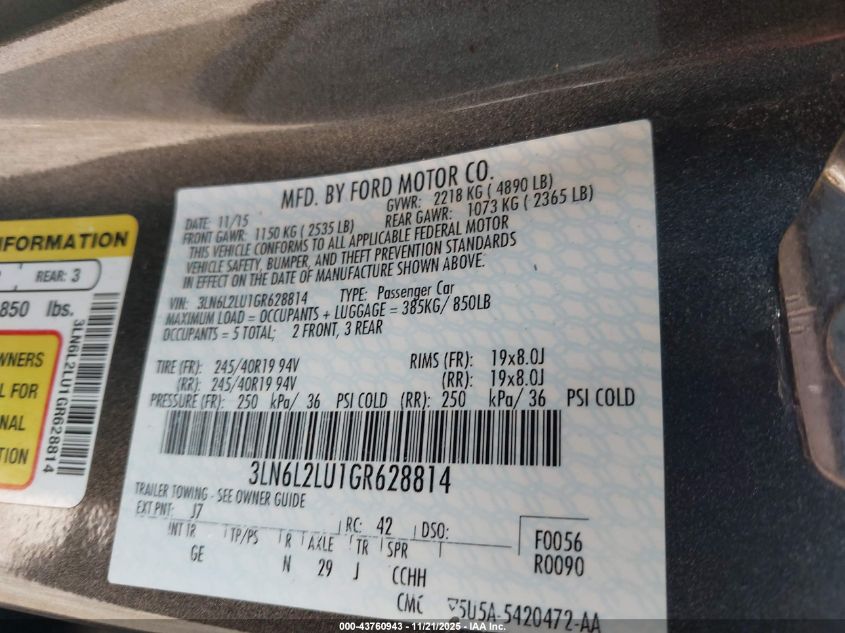 MFD. BY FORD MOTOR CO.
DATE: 11/15
GVWR: 2218 KG ( 4890 LB)
FRONT GAWR: 1150 KG ( 2535 LB)
REAR GAWR: 1073 KG ( 2365 LB)
THIS VEHICLE CONFORMS TO ALL APPLICABLE FEDERAL MOTOR
VEHICLE SAFETY, BUMPER, AND THEFT PREVENTION STANDARDS
IN EFFECT ON THE DATE OF MANUFACTURE SHOWN ABOVE.
VIN: 3LN6L2LU1GR628814 TYPE: Passenger Car
MAXIMUM LOAD = OCCUPANTS + LUGGAGE = 385KG/ 850LB
OCCUPANTS = 5 TOTAL; 2 FRONT, 3 REAR
TIRE (FR): 245/40R19 94V RIMS (FR): 19x8.0J
(RR): 245/40R19 94V (RR): 19x8.0J
PRESSURE (FR): 250 kPa/ 36 PSI COLD (RR): 250 kPa/ 36 PSI COLD
3LN6L2LU1GR628814
TRAILER TOWING - SEE OWNER GUIDE
EXT PNT: J7 RC: 42 DSO:
INT TR TP/PS R AXLE TR SPR
GE N 29 J CCHH
F0056
R0090
CMC 5U5A-5420472-AA
INFORMATION
REAR: 3
850 lbs.
WNERS
L FOR
NAL
TION
3LN6L2LU1GR628814
000-43760943 - 11/21/2025 - IAA, Inc.